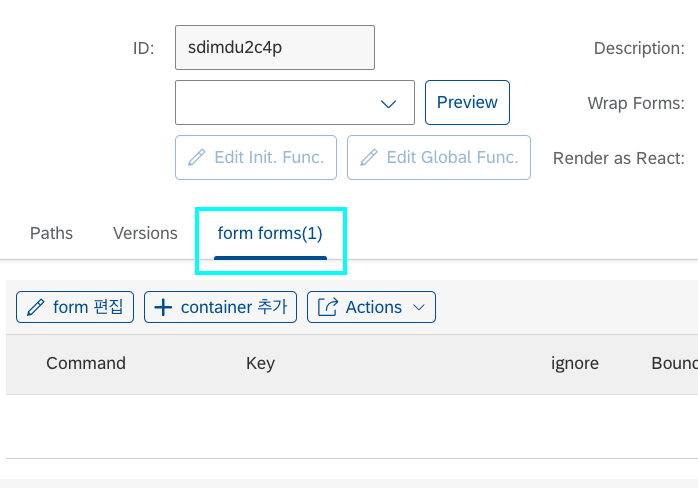 ID: sdimdu2c4p Description:
Preview Wrap Forms:
Edit Init. Func. Edit Global Func. Render as React:
Paths Versions form forms(1)
form 편집 container 추가 Actions
Command Key ignore